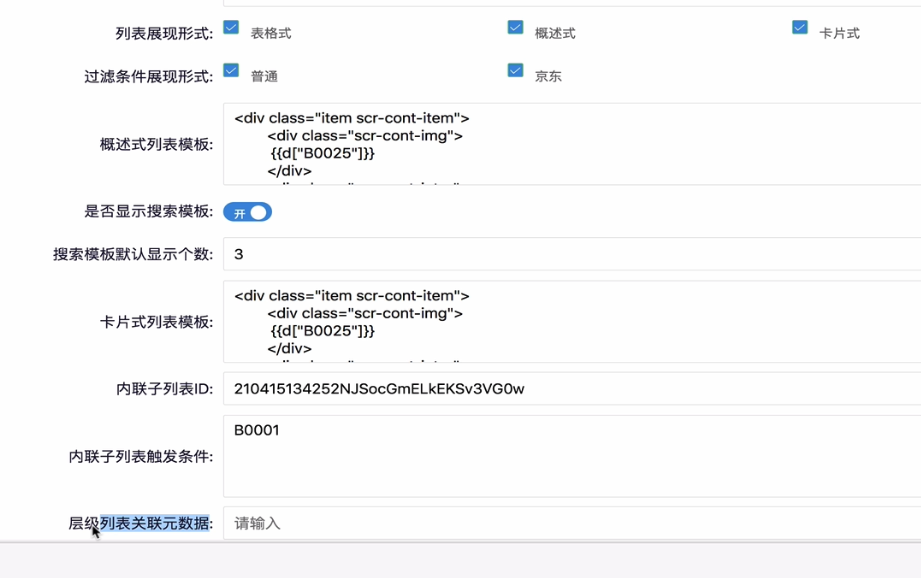 列表展现形式: 表格式 概述式 卡片式
过滤条件展现形式: 普通 京东
概述式列表模板:
<div class="item scr-cont-item">
<div class="scr-cont-img">
{{d["B0025"]}}
</div>
是否显示搜索模板: 开
搜索模板默认显示个数: 3
卡片式列表模板:
<div class="item scr-cont-item">
<div class="scr-cont-img">
{{d["B0025"]}}
</div>
内联子列表ID: 210415134252NJSocGmELkEKSv3VG0w
内联子列表触发条件: B0001
层级列表关联元数据: 请输入